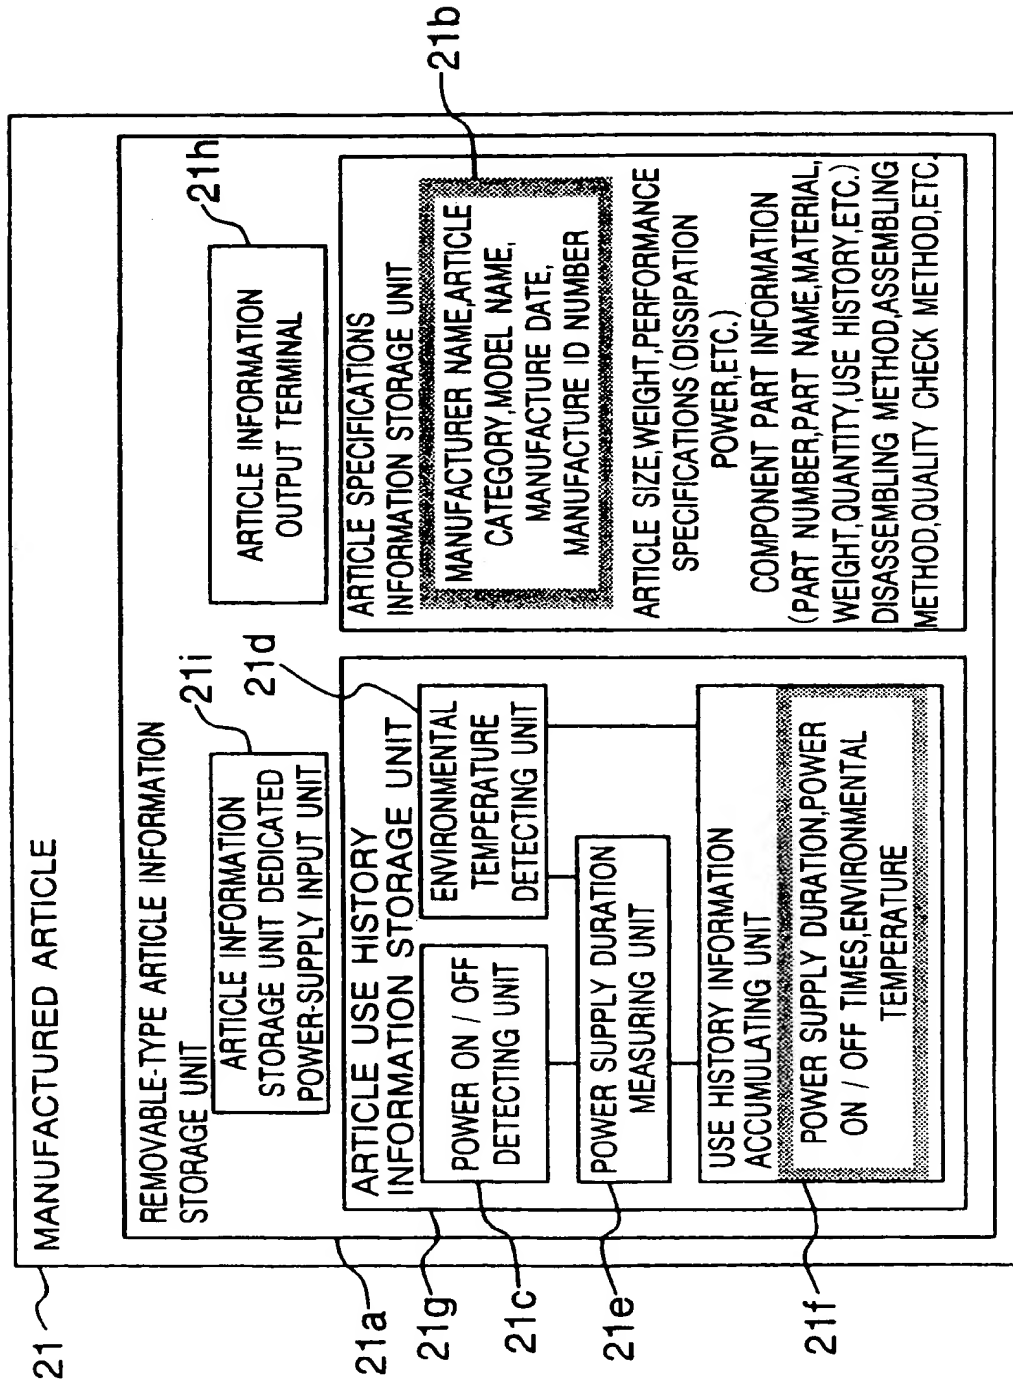 21
MANUFACTURED ARTICLE
REMOVABLE-TYPE ARTICLE INFORMATION
STORAGE UNIT
21a
21i
ARTICLE INFORMATION
STORAGE UNIT DEDICATED
POWER-SUPPLY INPUT UNIT
21h
ARTICLE INFORMATION
OUTPUT TERMINAL
21g
ARTICLE USE HISTORY
INFORMATION STORAGE UNIT
21c
POWER ON / OFF
DETECTING UNIT
21d
ENVIRONMENTAL
TEMPERATURE
DETECTING UNIT
21e
POWER SUPPLY DURATION
MEASURING UNIT
USE HISTORY INFORMATION
ACCUMULATING UNIT
21f
POWER SUPPLY DURATION,POWER
ON / OFF TIMES,ENVIRONMENTAL
TEMPERATURE
ARTICLE SPECIFICATIONS
INFORMATION STORAGE UNIT
21b
MANUFACTURER NAME,ARTICLE
CATEGORY,MODEL NAME,
MANUFACTURE DATE,
MANUFACTURE ID NUMBER
ARTICLE SIZE,WEIGHT,PERFORMANCE
SPECIFICATIONS(DISSIPATION
POWER,ETC.)
COMPONENT PART INFORMATION
(PART NUMBER,PART NAME,MATERIAL,
WEIGHT,QUANTITY,USE HISTORY,ETC.)
DISASSEMBLING METHOD,ASSEMBLING
METHOD,QUALITY CHECK METHOD,ETC.